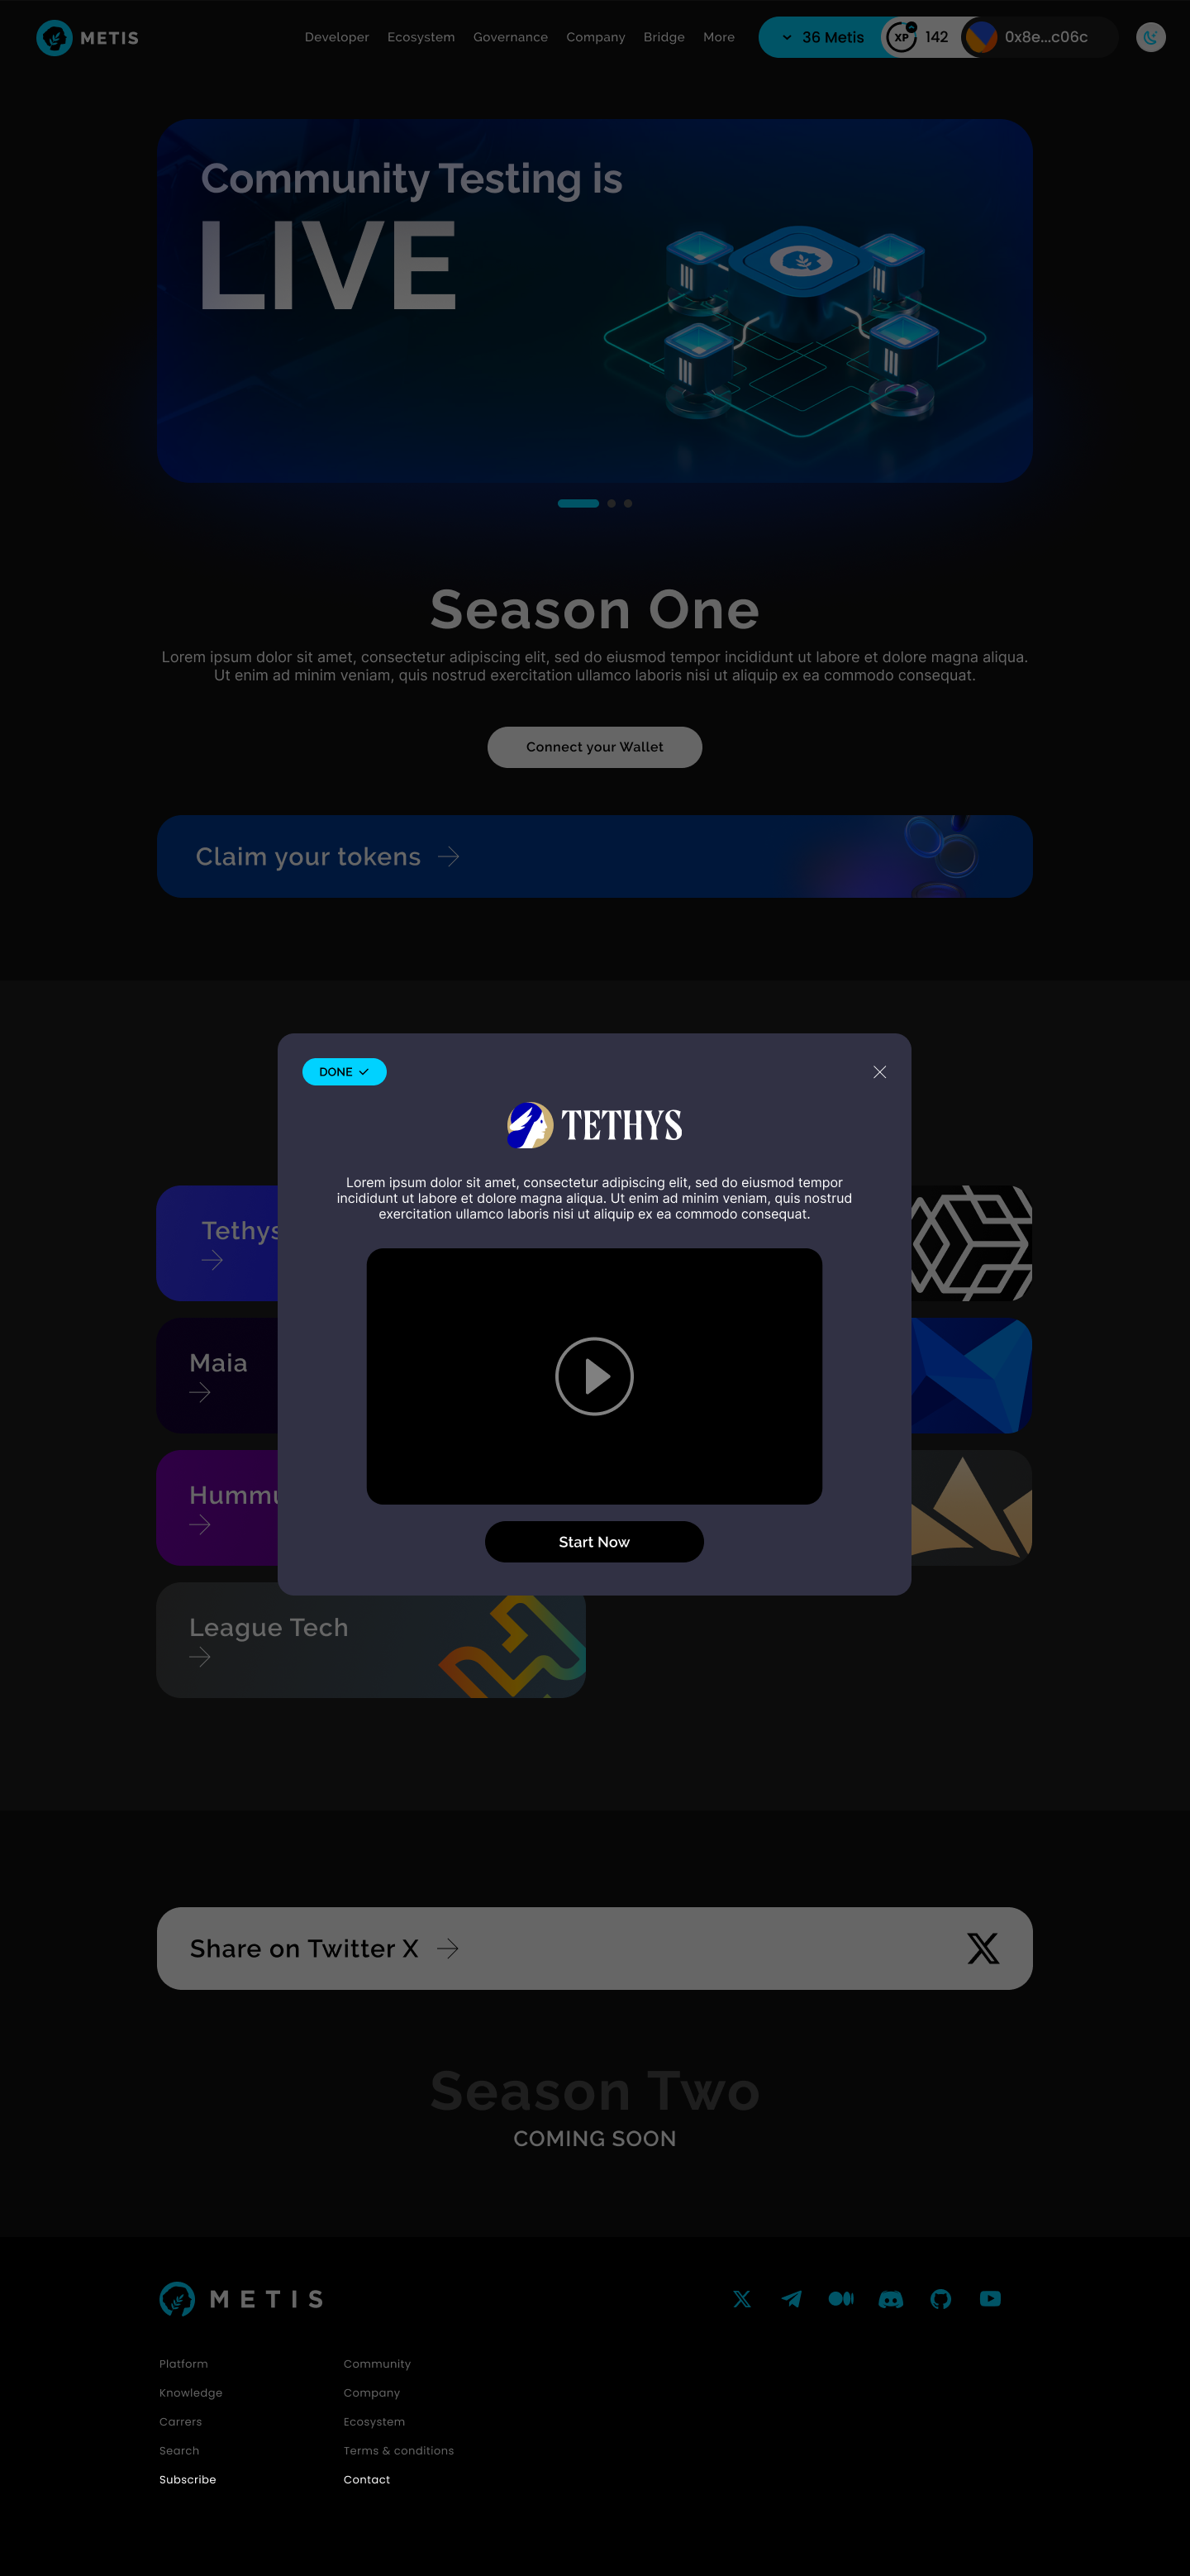 METIS
Developer Ecosystem Governance Company Bridge More
36 Metis
XP
142
0x8e...c06c
Community Testing is
LIVE
Season One
Lorem ipsum dolor sit amet, consectetur adipiscing elit, sed do eiusmod tempor incididunt ut labore et dolore magna aliqua.
Ut enim ad minim veniam, quis nostrud exercitation ullamco laboris nisi ut aliquip ex ea commodo consequat.
Connect your Wallet
Claim your tokens
DONE
TETHYS
Lorem ipsum dolor sit amet, consectetur adipiscing elit, sed do eiusmod tempor
incididunt ut labore et dolore magna aliqua. Ut enim ad minim veniam, quis nostrud
exercitation ullamco laboris nisi ut aliquip ex ea commodo consequat.
Start Now
Tethys
Maia
Hummu
League Tech
Share on Twitter X
Season Two
COMING SOON
METIS
Platform
Knowledge
Carrers
Search
Subscribe
Community
Company
Ecosystem
Terms & conditions
Contact